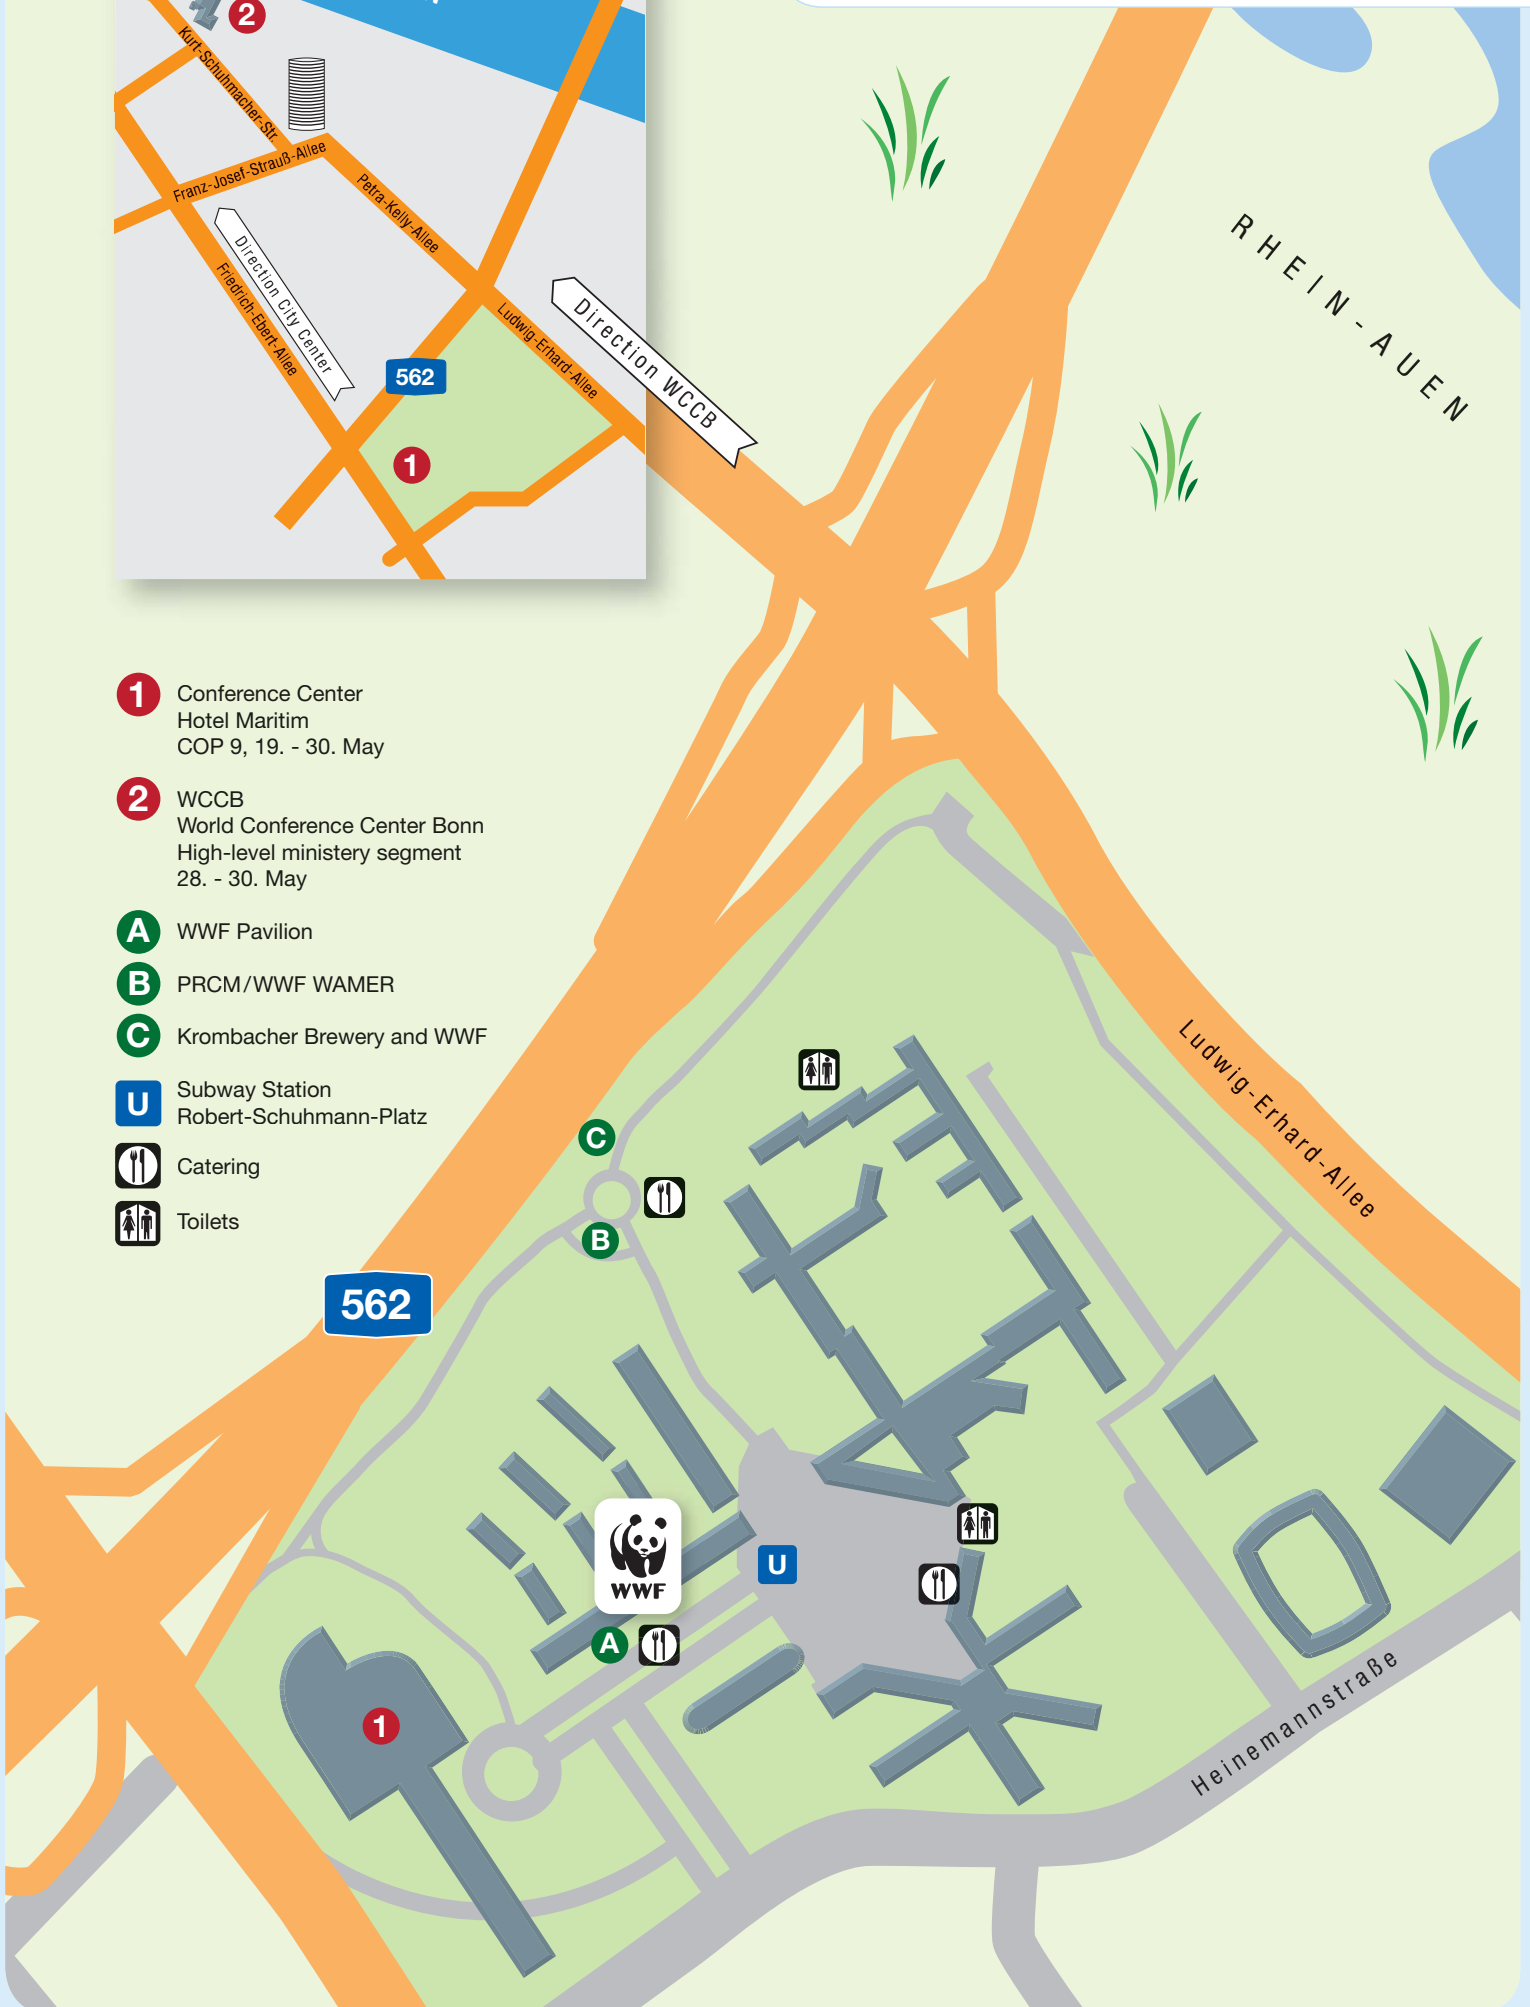 2
Kurt-Schuhmacher-Str.
Franz-Josef-Strauß-Allee
Petra-Kelly-Allee
Direction City Center
Friedrich-Ebert-Allee
Ludwig-Erhard-Allee
562
1
Direction WCCB
RHEIN-AUEN
1 Conference Center
Hotel Maritim
COP 9, 19. - 30. May
2 WCCB
World Conference Center Bonn
High-level ministery segment
28. - 30. May
A WWF Pavilion
B PRCM/WWF WAMER
C Krombacher Brewery and WWF
U Subway Station
Robert-Schuhmann-Platz
Catering
Toilets
562
Ludwig-Erhard-Allee
C
B
WWF
U
A
1
Heinemannstraße